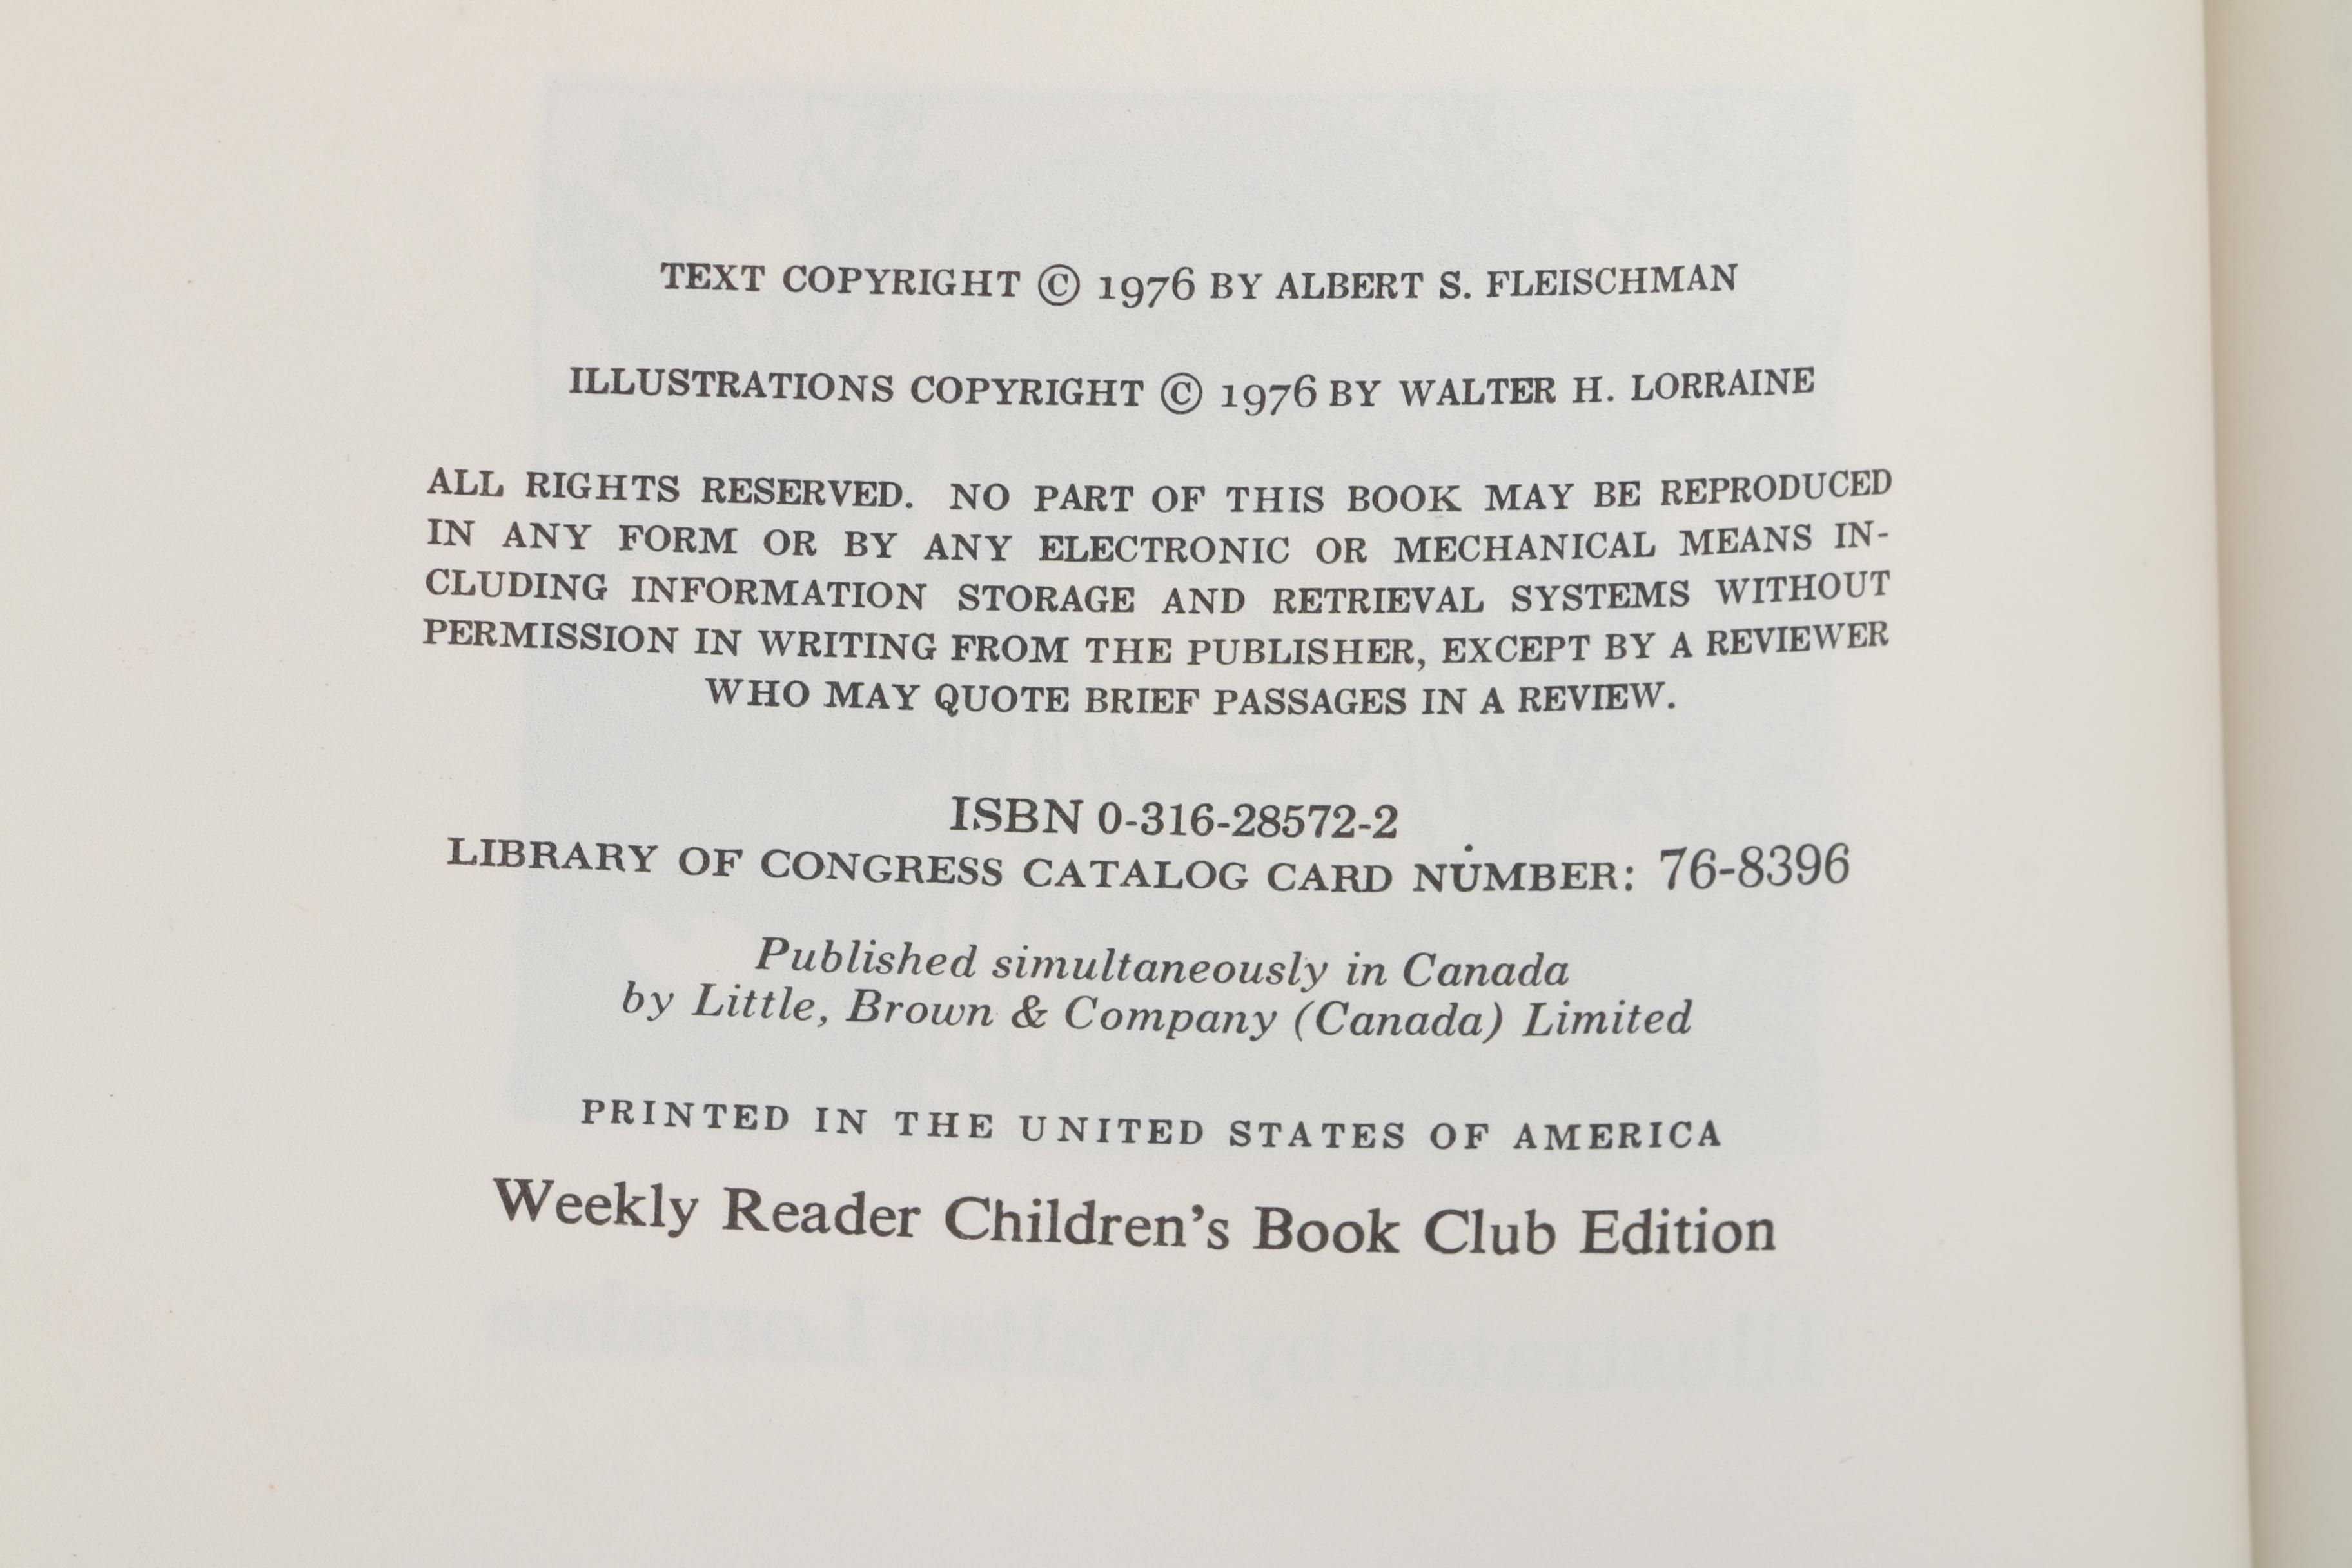 TEXT COPYRIGHT © 1976 BY ALBERT S. FLEISCHMAN
ILLUSTRATIONS COPYRIGHT © 1976 BY WALTER H. LORRAINE
ALL RIGHTS RESERVED. NO PART OF THIS BOOK MAY BE REPRODUCED
IN ANY FORM OR BY ANY ELECTRONIC OR MECHANICAL MEANS IN-
CLUDING INFORMATION STORAGE AND RETRIEVAL SYSTEMS WITHOUT
PERMISSION IN WRITING FROM THE PUBLISHER, EXCEPT BY A REVIEWER
WHO MAY QUOTE BRIEF PASSAGES IN A REVIEW.
ISBN 0-316-28572-2
LIBRARY OF CONGRESS CATALOG CARD NUMBER: 76-8396
Published simultaneously in Canada
by Little, Brown & Company (Canada) Limited
PRINTED IN THE UNITED STATES OF AMERICA
Weekly Reader Children's Book Club Edition
Illustrated by Walter Lorraine